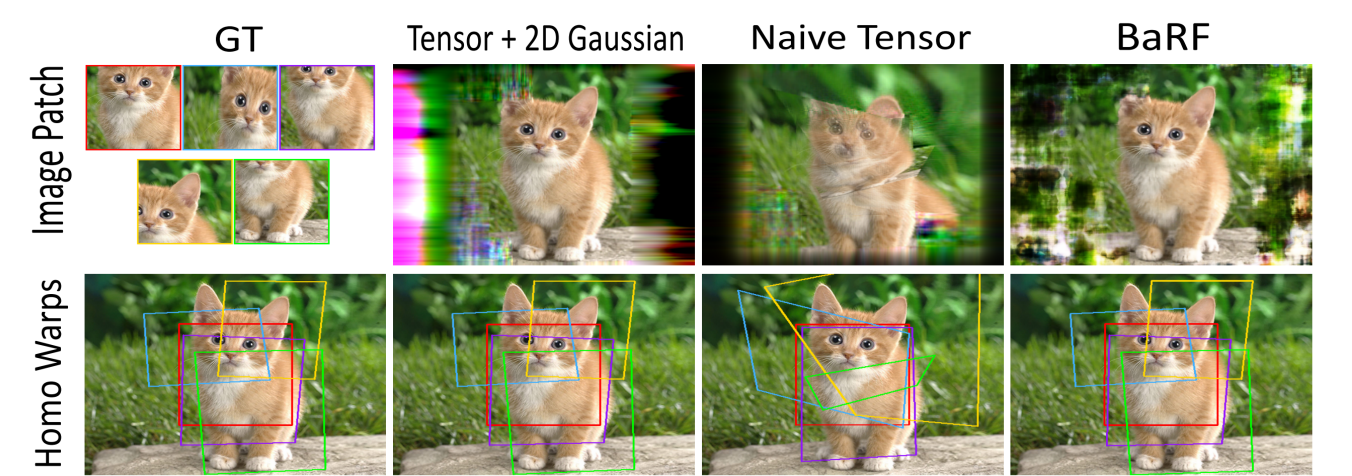 GT
Tensor + 2D Gaussian
Naive Tensor
BaRF
Image Patch
Homo Warps